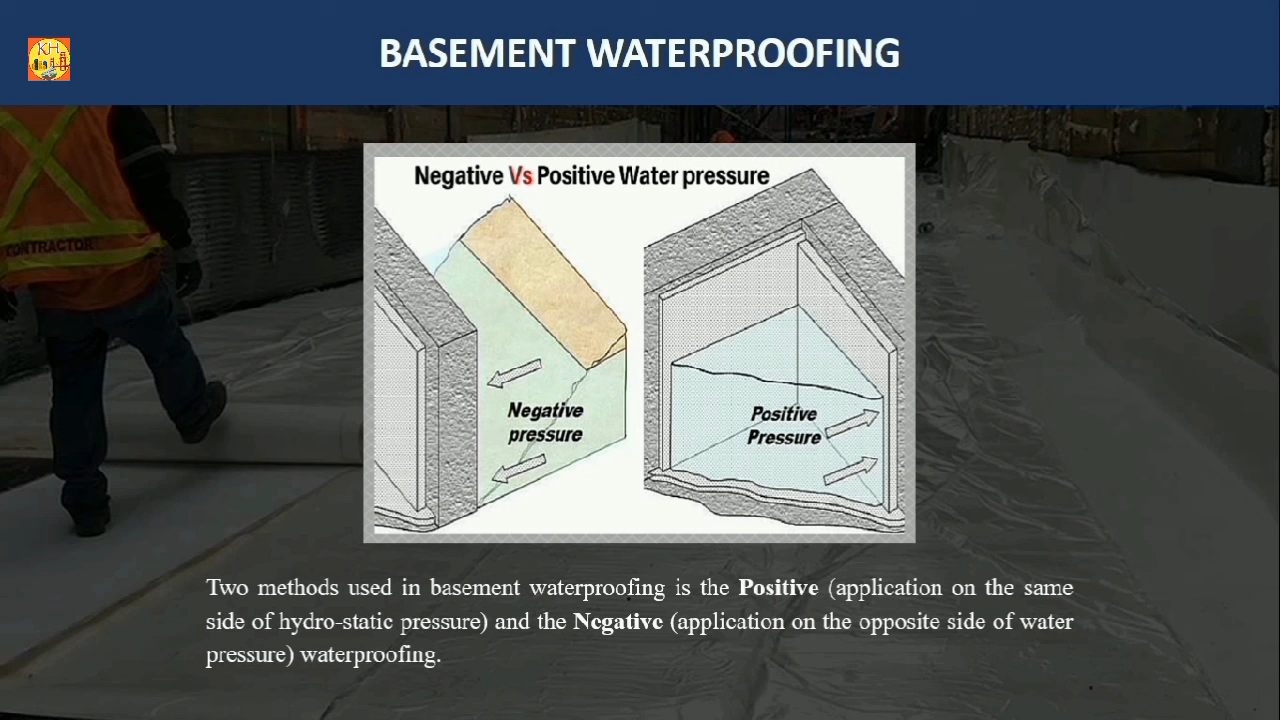 KH
BASEMENT WATERPROOFING
CONTRACTOR
Negative Vs Positive Water pressure
Negative
pressure
Positive
Pressure
Two methods used in basement waterproofing is the Positive (application on the same
side of hydro-static pressure) and the Negative (application on the opposite side of water
pressure) waterproofing.